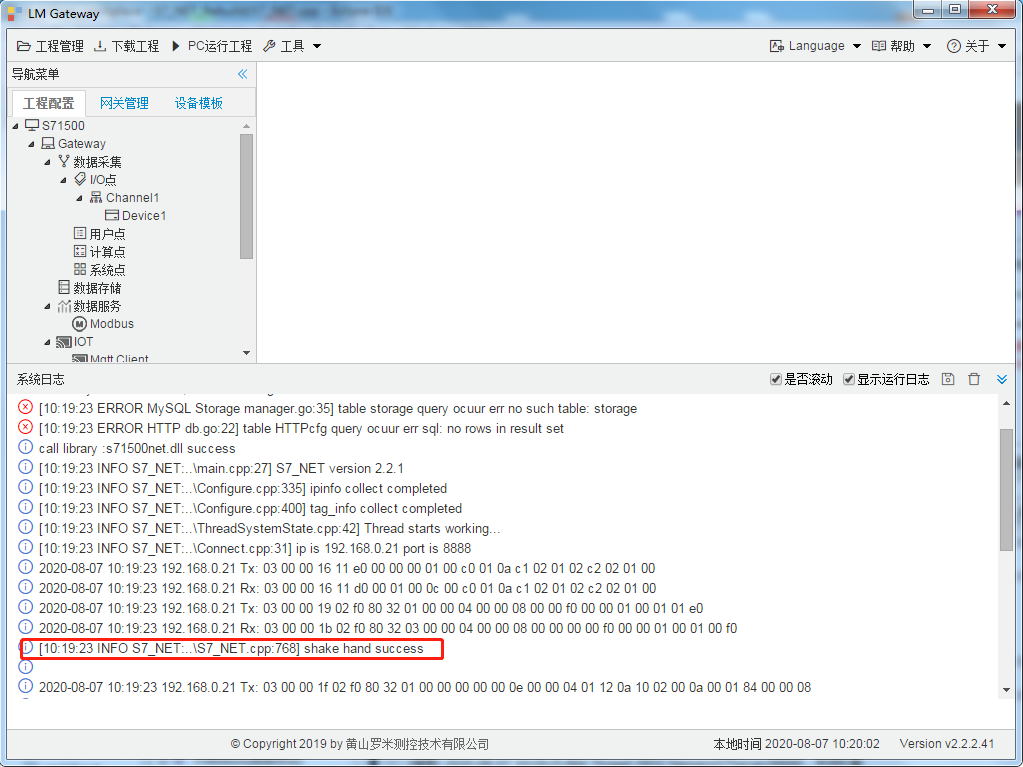 LM Gateway
工程管理 下载工程 PC运行工程 工具 Language 帮助 关于
导航菜单
工程配置 网关管理 设备模板
S71500
Gateway
数据采集
I/O点
Channel1
Device1
用户点
计算点
系统点
数据存储
数据服务
Modbus
IOT
Mqtt Client
系统日志 是否滚动 显示运行日志
[10:19:23 ERROR MySQL Storage manager.go:35] table storage query ocuur err no such table: storage
[10:19:23 ERROR HTTP db.go:22] table HTTPcfg query ocuur err sql: no rows in result set
call library :s71500net.dll success
[10:19:23 INFO S7_NET:..\main.cpp:27] S7_NET version 2.2.1
[10:19:23 INFO S7_NET:..\Configure.cpp:335] ipinfo collect completed
[10:19:23 INFO S7_NET:..\Configure.cpp:400] tag_info collect completed
[10:19:23 INFO S7_NET:..\ThreadSystemState.cpp:42] Thread starts working...
[10:19:23 INFO S7_NET:..\Connect.cpp:31] ip is 192.168.0.21 port is 8888
2020-08-07 10:19:23 192.168.0.21 Tx: 03 00 00 16 11 e0 00 00 00 01 00 c0 01 0a c1 02 01 02 c2 02 01 00
2020-08-07 10:19:23 192.168.0.21 Rx: 03 00 00 16 11 d0 00 01 00 0c 00 c0 01 0a c1 02 01 02 c2 02 01 00
2020-08-07 10:19:23 192.168.0.21 Tx: 03 00 00 19 02 f0 80 32 01 00 00 04 00 00 08 00 00 f0 00 00 01 00 01 01 e0
2020-08-07 10:19:23 192.168.0.21 Rx: 03 00 00 1b 02 f0 80 32 03 00 00 04 00 00 08 00 00 00 00 f0 00 00 01 00 01 00 f0
[10:19:23 INFO S7_NET:..\S7_NET.cpp:768] shake hand success
2020-08-07 10:19:23 192.168.0.21 Tx: 03 00 00 1f 02 f0 80 32 01 00 00 00 00 00 0e 00 00 04 01 12 0a 10 02 00 0a 00 01 84 00 00 08
© Copyright 2019 by 黄山罗米测控技术有限公司 本地时间 2020-08-07 10:20:02 Version v2.2.2.41